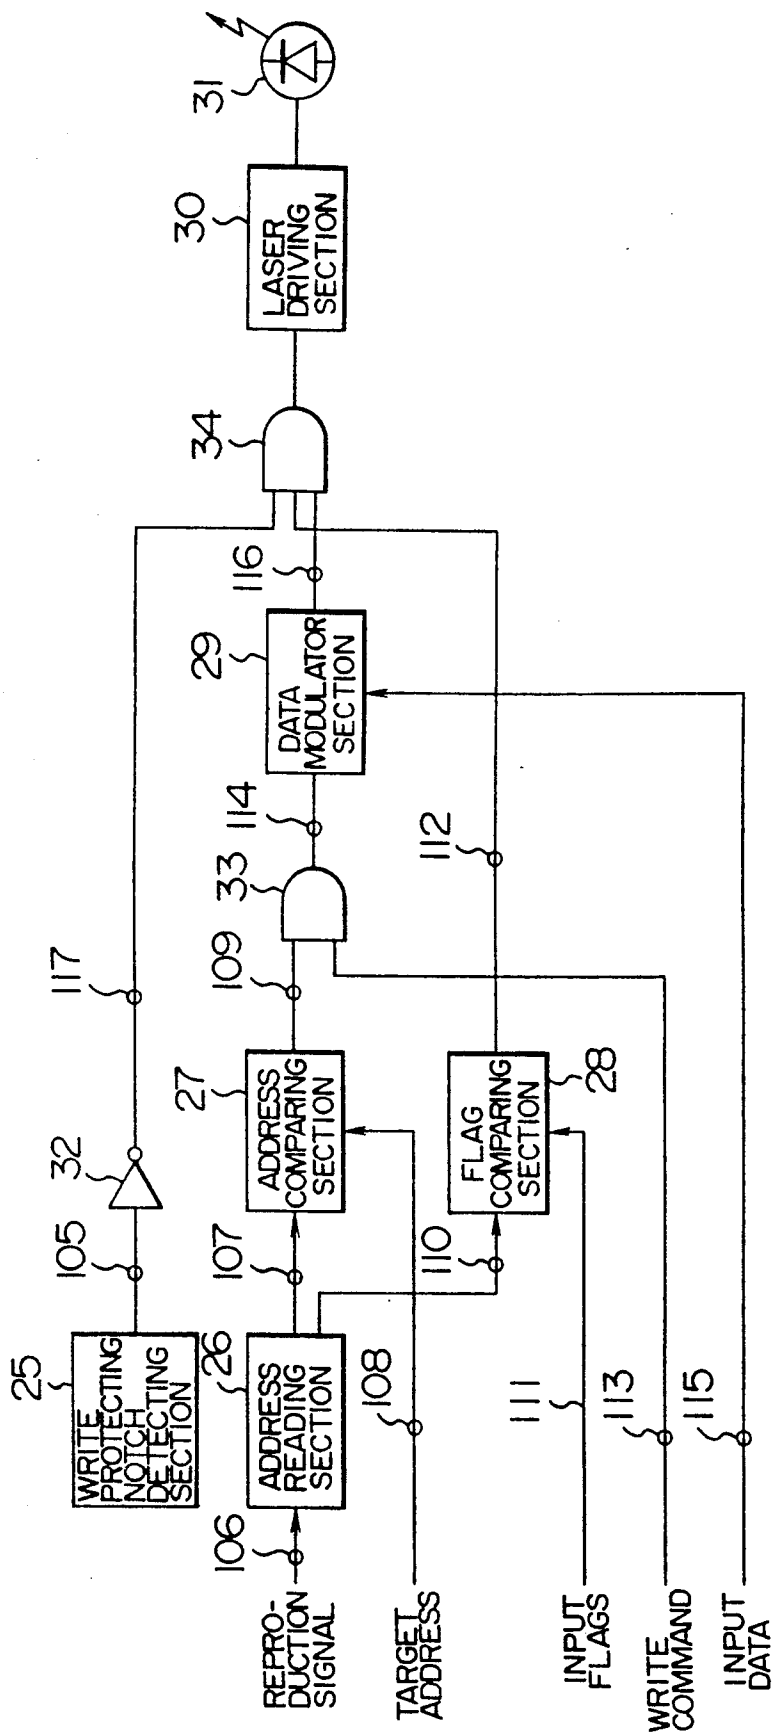 25
WRITE
PROTECTING
NOTCH
DETECTING
SECTION
105
32
117
REPRO-
DUCTION
SIGNAL
106
26
ADDRESS
READING
SECTION
107
27
ADDRESS
COMPARING
SECTION
109
33
114
29
DATA
MODULATOR
SECTION
116
34
30
LASER
DRIVING
SECTION
31
TARGET
ADDRESS
108
110
FLAG
COMPARING
SECTION
28
112
INPUT
FLAGS
111
WRITE
COMMAND
113
INPUT
DATA
115